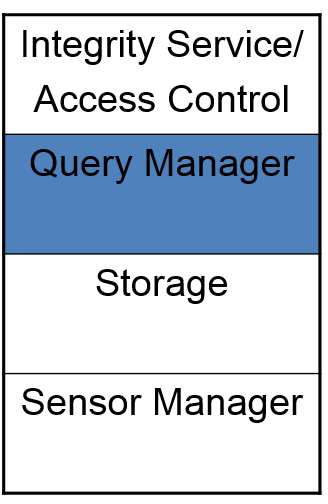 Integrity Service/
Access Control
Query Manager
Storage
Sensor Manager